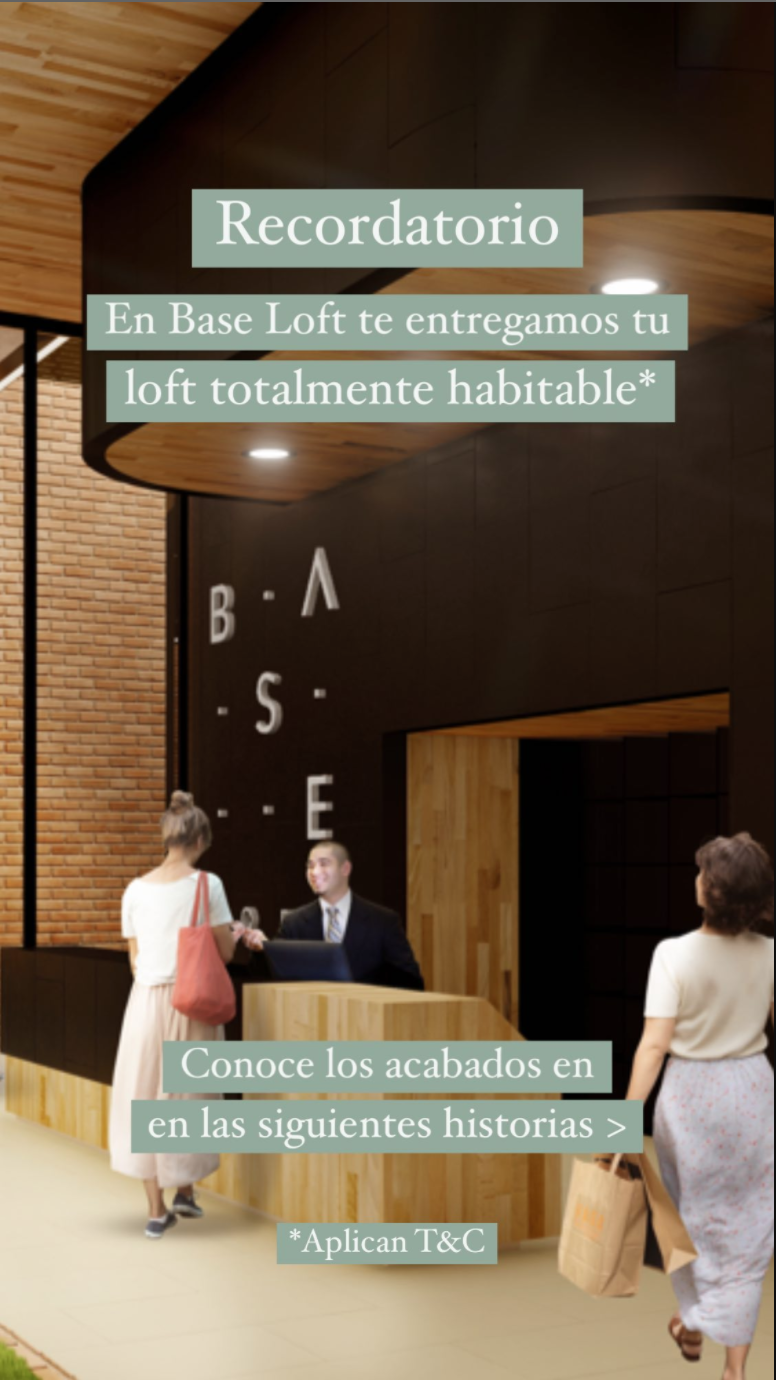 Recordatorio
En Base Loft te entregamos tu
loft totalmente habitable*
B - A
- S -
- - E
Conoce los acabados en
en las siguientes historias >
*Aplican T&C